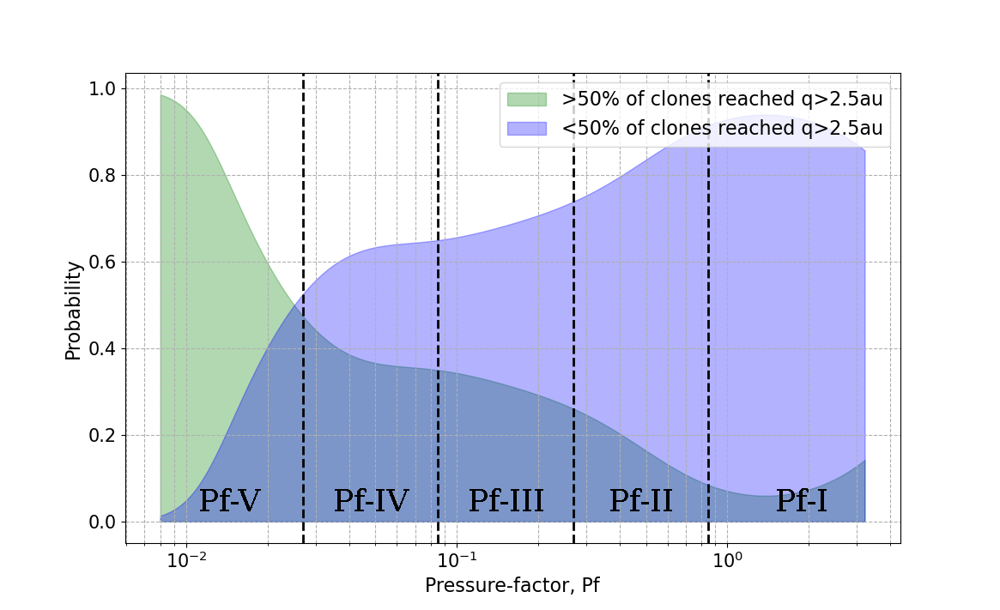 >50% of clones reached q>2.5au
<50% of clones reached q>2.5au
1.0
0.8
0.6
0.4
0.2
0.0
Probability
Pf-V Pf-IV Pf-III Pf-II Pf-I
10⁻² 10⁻¹ 10⁰
Pressure-factor, Pf